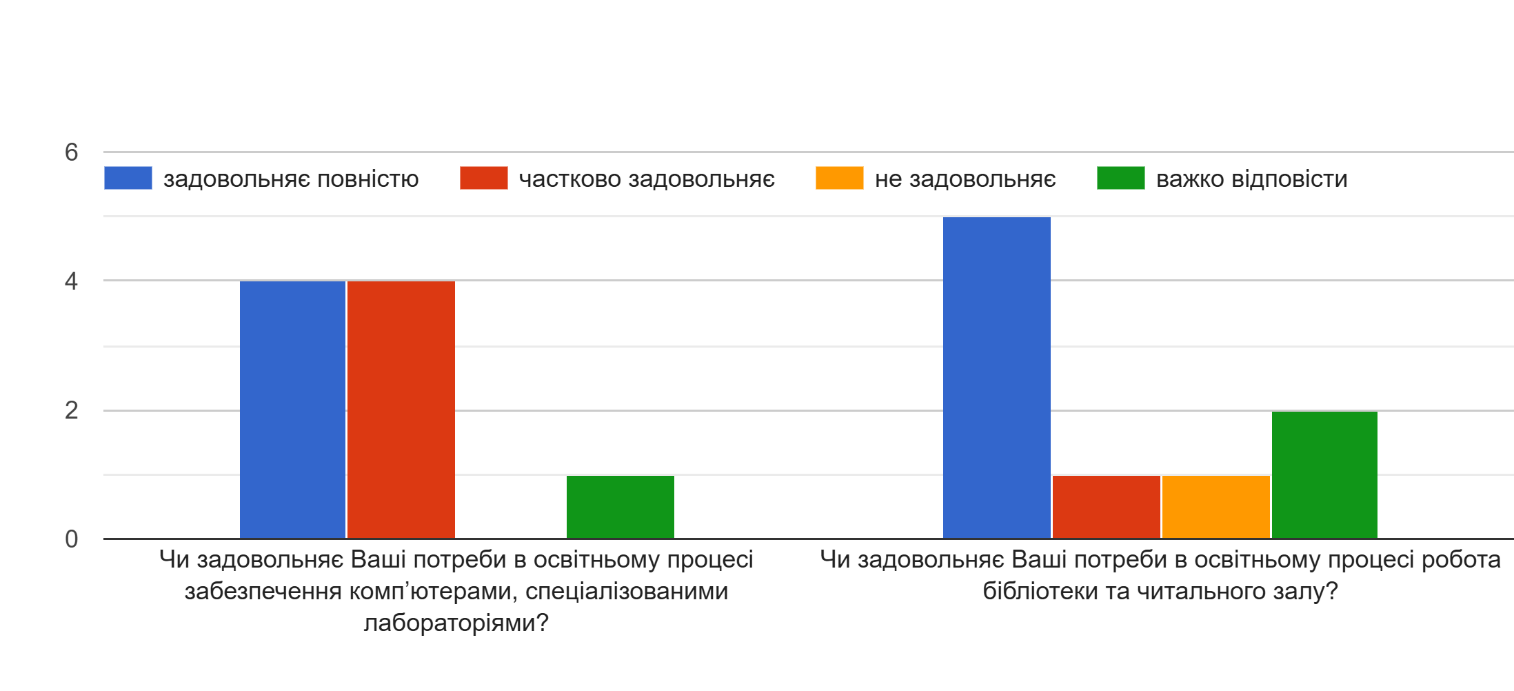 6
задовольняє повністю частково задовольняє не задовольняє важко відповісти
4
2
0
Чи задовольняє Ваші потреби в освітньому процесі
забезпечення комп’ютерами, спеціалізованими
лабораторіями?
Чи задовольняє Ваші потреби в освітньому процесі робота
бібліотеки та читального залу?